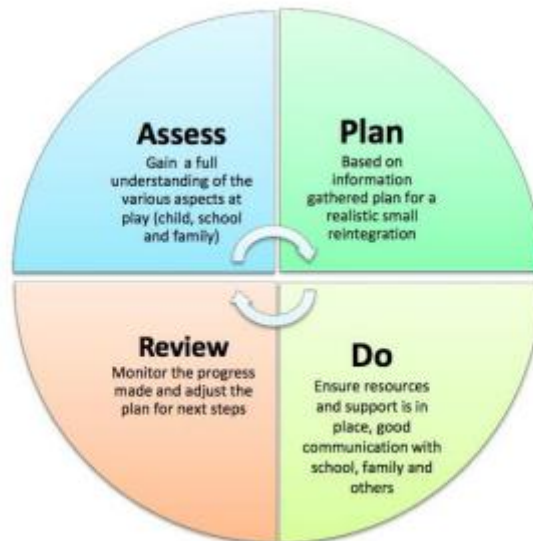 Assess
Gain a full
understanding of the
various aspects at
play (child, school
and family)
Plan
Based on
information
gathered plan for a
realistic small
reintegration
Review
Monitor the progress
made and adjust the
plan for next steps
Do
Ensure resources
and support is in
place, good
communication with
school, family and
others